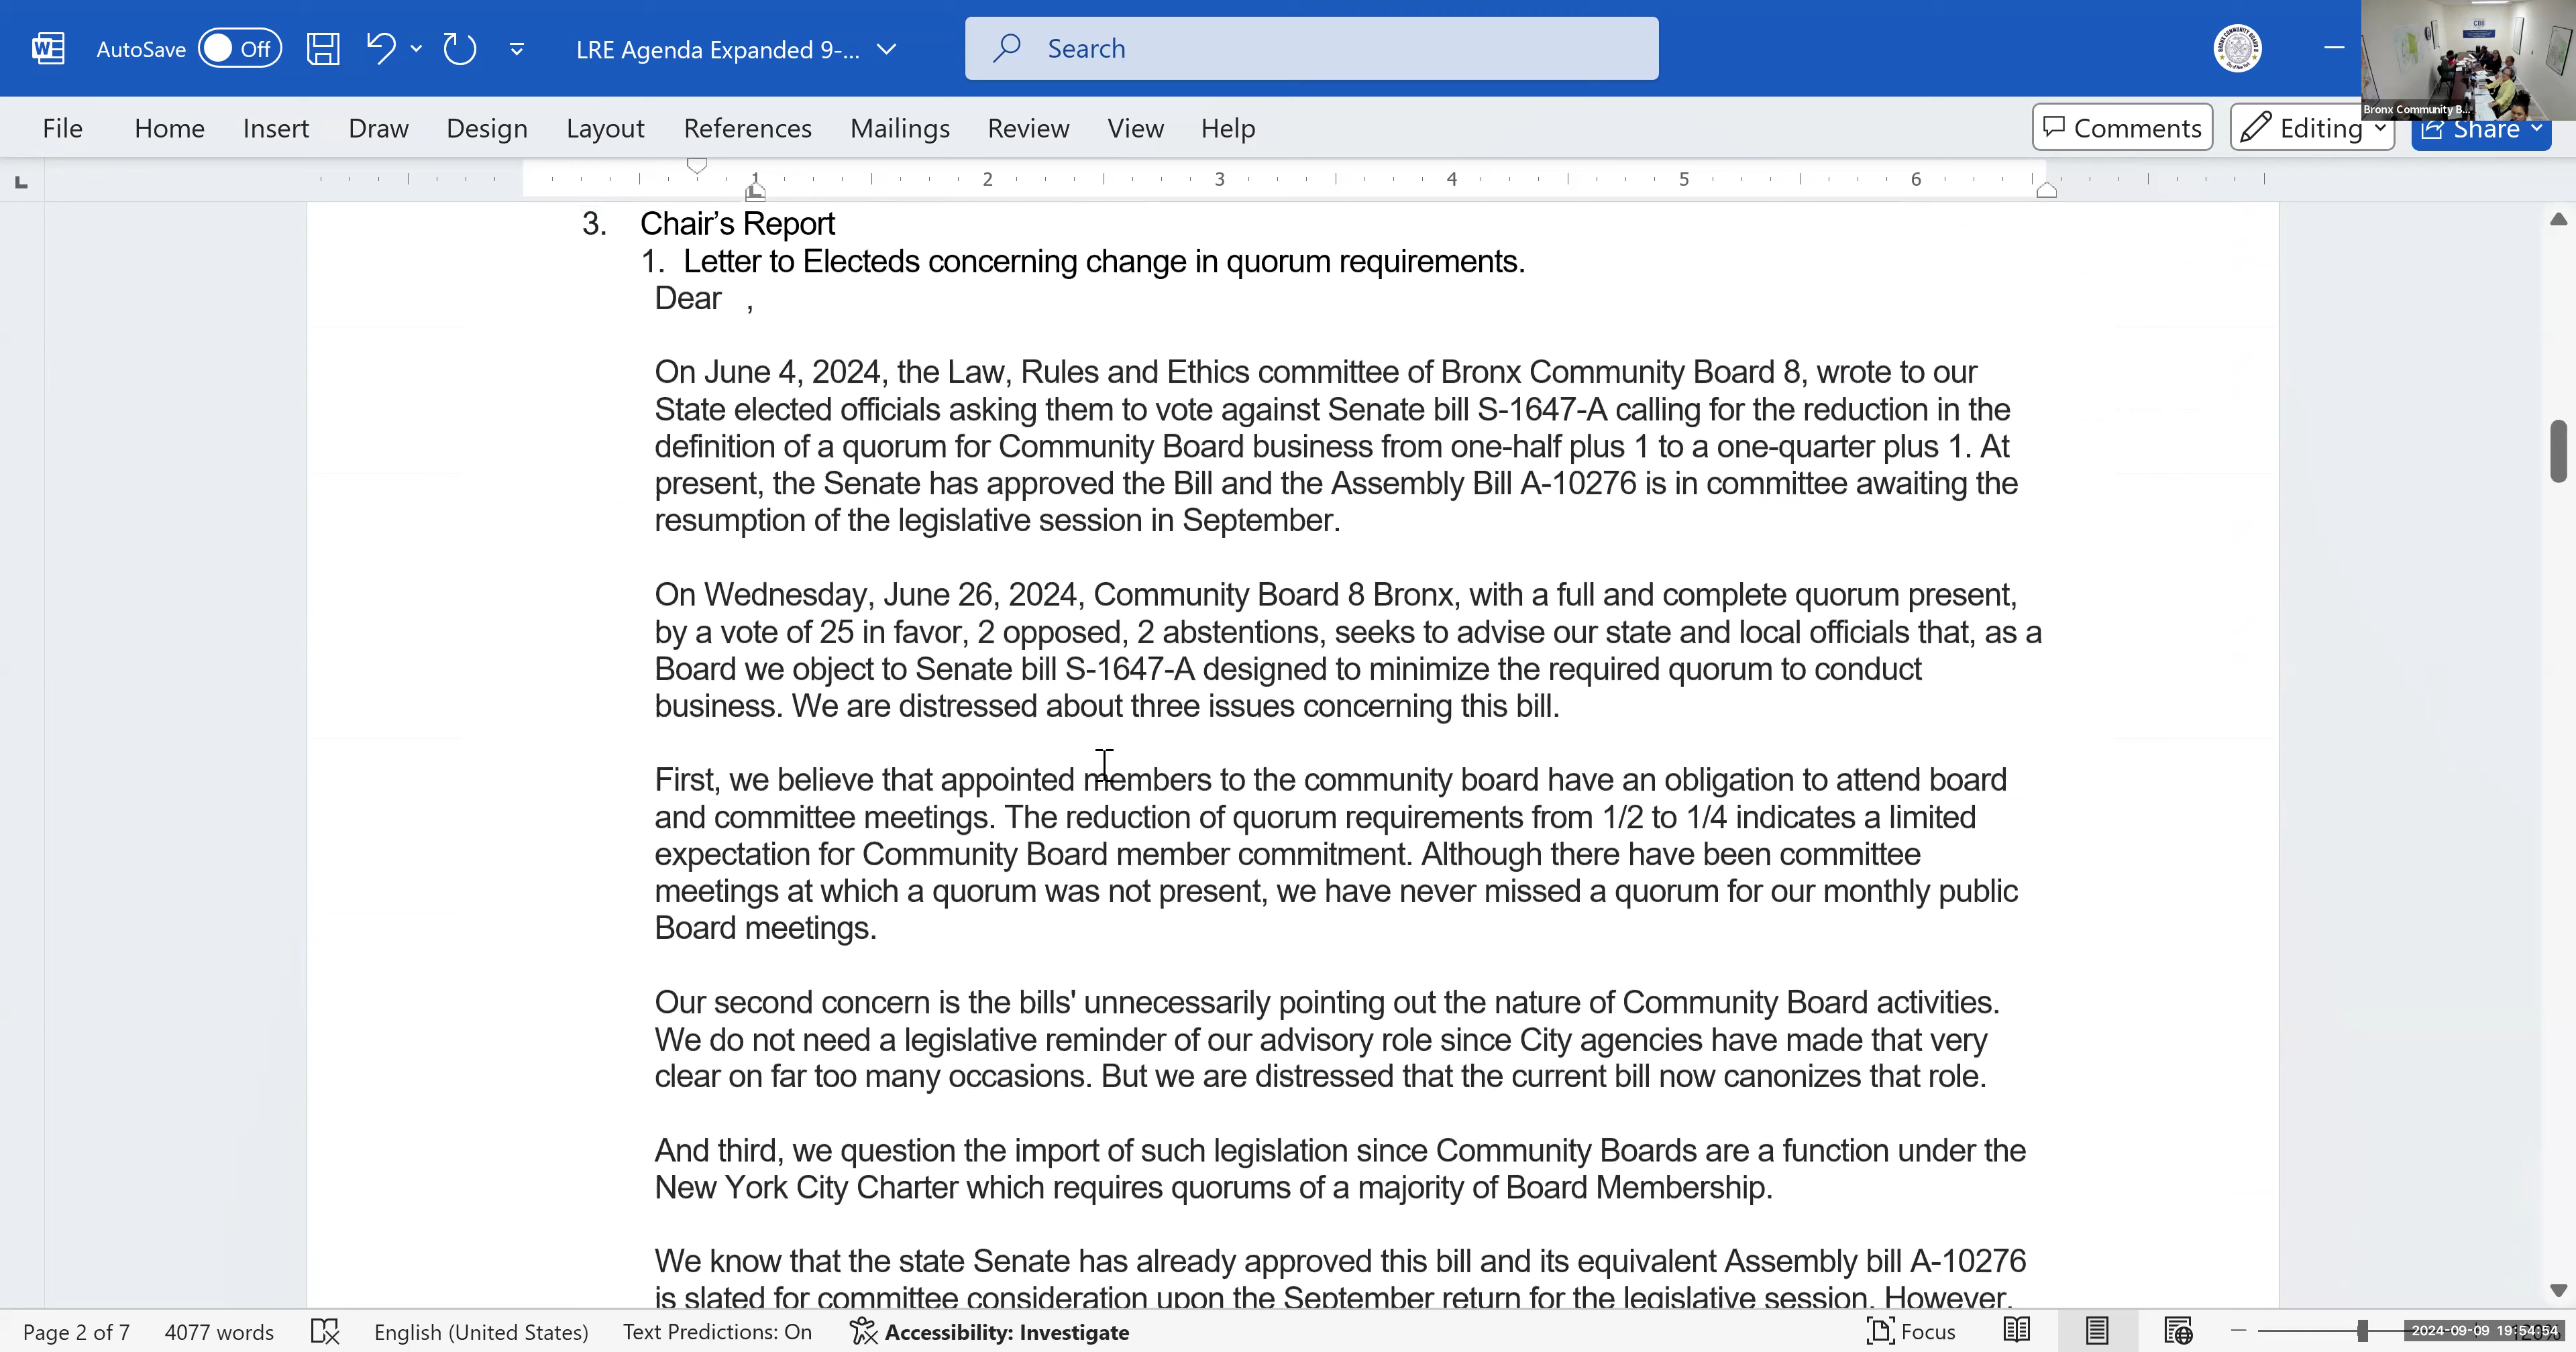 AutoSave Off LRE Agenda Expanded 9-... Search
Bronx Community B...
File Home Insert Draw Design Layout References Mailings Review View Help Comments Editing Share
1 2 3 4 5 6
3. Chair's Report
1. Letter to Electeds concerning change in quorum requirements.
Dear ,
On June 4, 2024, the Law, Rules and Ethics committee of Bronx Community Board 8, wrote to our
State elected officials asking them to vote against Senate bill S-1647-A calling for the reduction in the
definition of a quorum for Community Board business from one-half plus 1 to a one-quarter plus 1. At
present, the Senate has approved the Bill and the Assembly Bill A-10276 is in committee awaiting the
resumption of the legislative session in September.
On Wednesday, June 26, 2024, Community Board 8 Bronx, with a full and complete quorum present,
by a vote of 25 in favor, 2 opposed, 2 abstentions, seeks to advise our state and local officials that, as a
Board we object to Senate bill S-1647-A designed to minimize the required quorum to conduct
business. We are distressed about three issues concerning this bill.
First, we believe that appointed members to the community board have an obligation to attend board
and committee meetings. The reduction of quorum requirements from 1/2 to 1/4 indicates a limited
expectation for Community Board member commitment. Although there have been committee
meetings at which a quorum was not present, we have never missed a quorum for our monthly public
Board meetings.
Our second concern is the bills' unnecessarily pointing out the nature of Community Board activities.
We do not need a legislative reminder of our advisory role since City agencies have made that very
clear on far too many occasions. But we are distressed that the current bill now canonizes that role.
And third, we question the import of such legislation since Community Boards are a function under the
New York City Charter which requires quorums of a majority of Board Membership.
We know that the state Senate has already approved this bill and its equivalent Assembly bill A-10276
is slated for committee consideration upon the September return for the legislative session. However,
Page 2 of 7 4077 words English (United States) Text Predictions: On Accessibility: Investigate Focus
2024-09-09 19:54:54